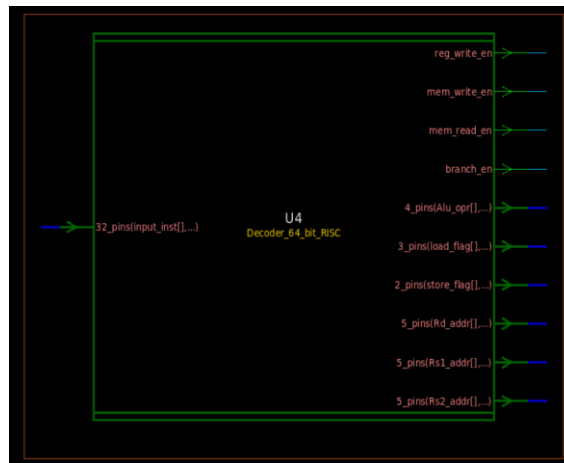 reg_write_en
mem_write_en
mem_read_en
branch_en
4_pins(Alu_opr[],...)
32_pins(input_inst[],...)
U4
Decoder_64_bit_RISC
3_pins(load_flag[],...)
2_pins(store_flag[],...)
5_pins(Rd_addr[],...)
5_pins(Rs1_addr[],...)
5_pins(Rs2_addr[],...)